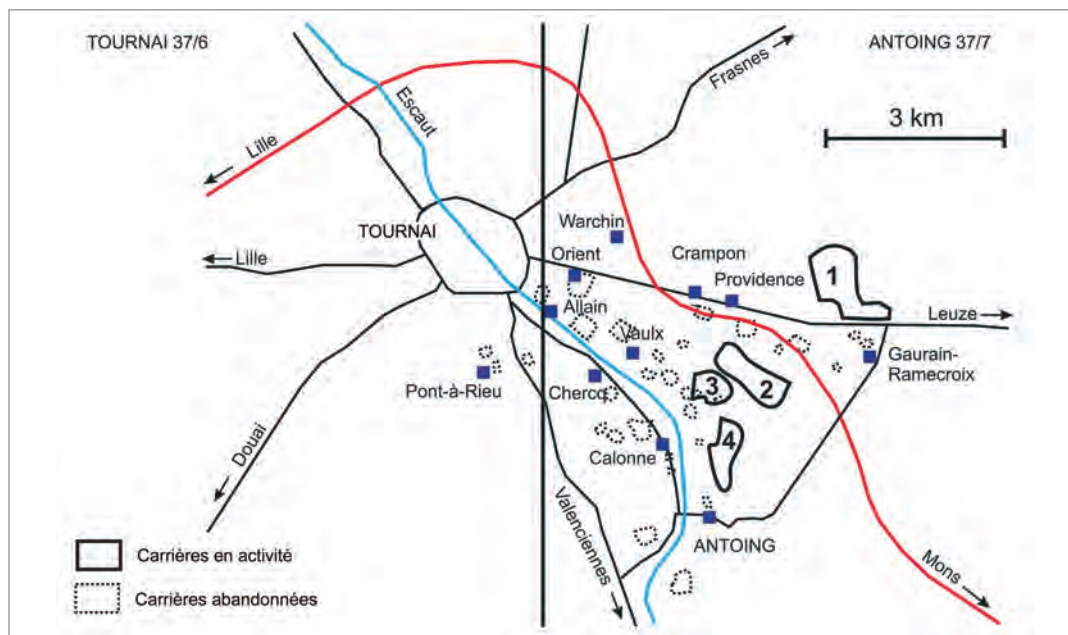 TOURNAI 37/6
ANTOING 37/7
Frasnes
Escaut
3 km
Lille
TOURNAI
Warchin
Orient
Crampon
Providence
1
Lille
Allain
Leuze
Vaulx
Gaurain-
Ramecroix
3
2
Pont-à-Rieu
Chercq
4
Douai
Calonne
Valenciennes
ANTOING
Mons
Carrières en activité
Carrières abandonnées